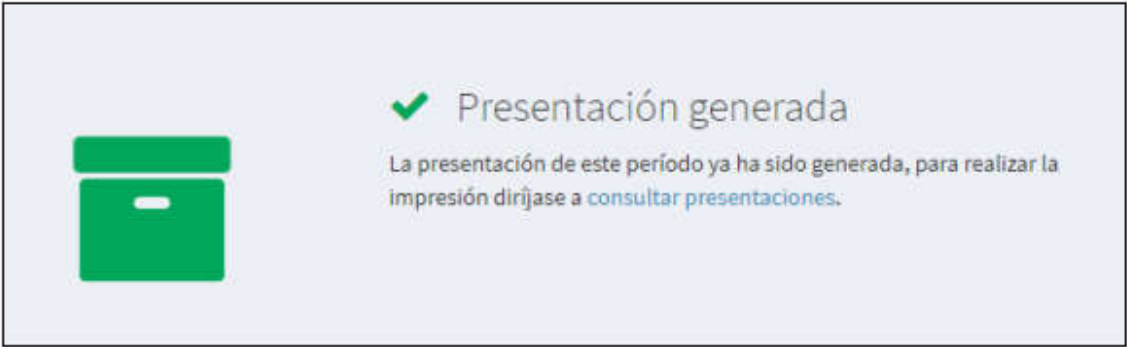 Presentación generada
La presentación de este período ya ha sido generada, para realizar la
impresión diríjase a consultar presentaciones.